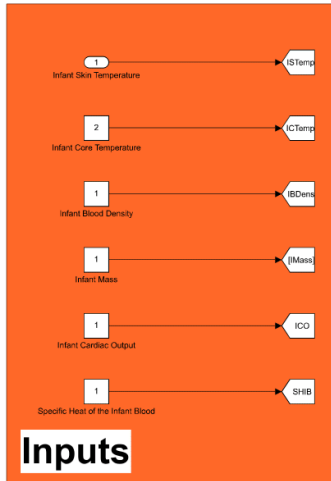 1 ISTemp
Infant Skin Temperature
2 ICTemp
Infant Core Temperature
1 IBDens
Infant Blood Density
1 [IMass]
Infant Mass
1 ICO
Infant Cardiac Output
1 SHIB
Specific Heat of the Infant Blood
Inputs